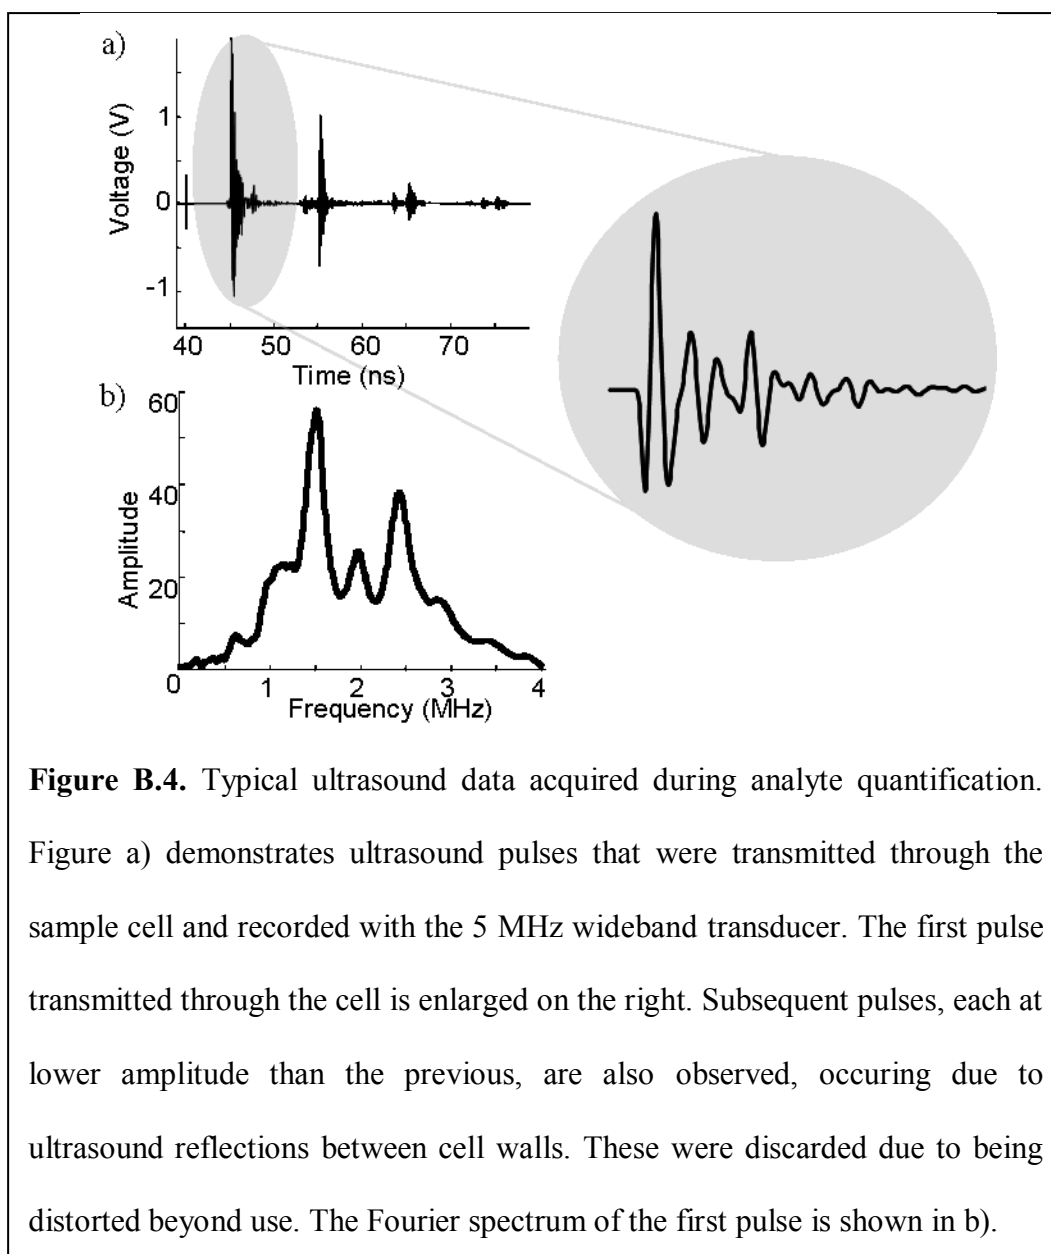 a)
Voltage (V)
1
0
-1
40 50 60 70
Time (ns)
b)
Amplitude
60
40
20
0 1 2 3 4
Frequency (MHz)
Figure B.4. Typical ultrasound data acquired during analyte quantification.
Figure a) demonstrates ultrasound pulses that were transmitted through the
sample cell and recorded with the 5 MHz wideband transducer. The first pulse
transmitted through the cell is enlarged on the right. Subsequent pulses, each at
lower amplitude than the previous, are also observed, occuring due to
ultrasound reflections between cell walls. These were discarded due to being
distorted beyond use. The Fourier spectrum of the first pulse is shown in b).